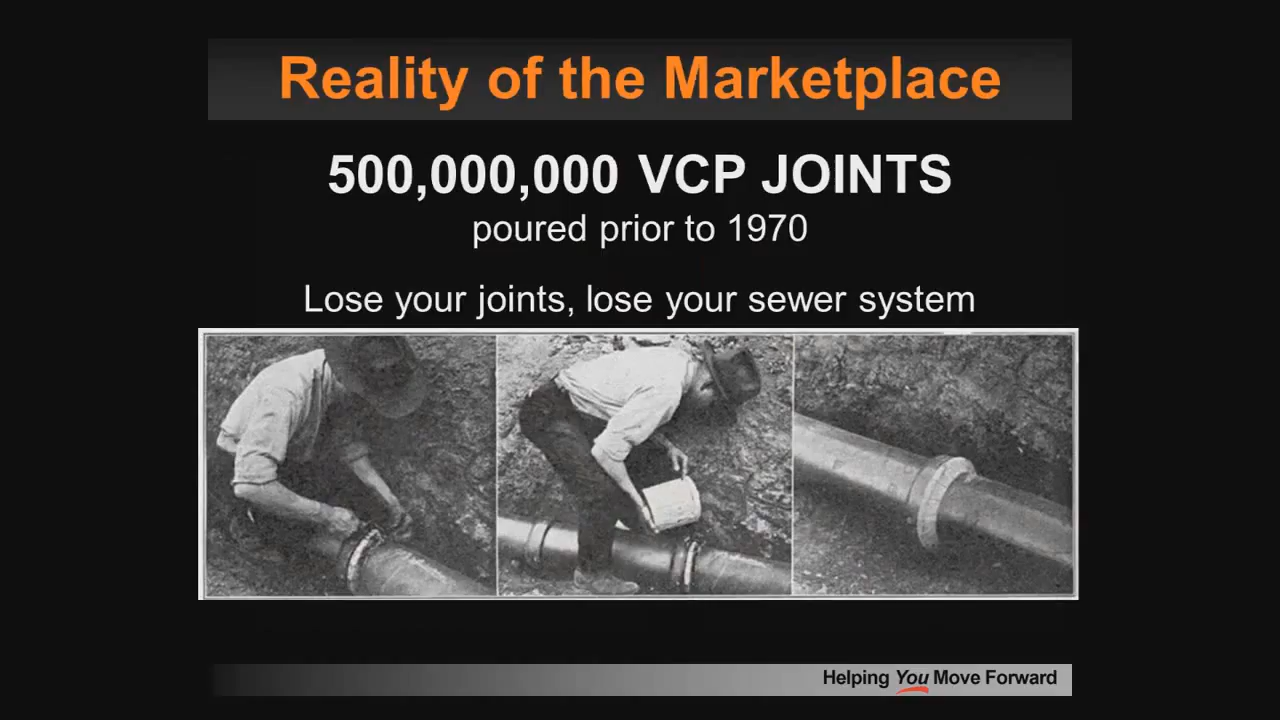 Reality of the Marketplace
500,000,000 VCP JOINTS
poured prior to 1970
Lose your joints, lose your sewer system
Helping You Move Forward